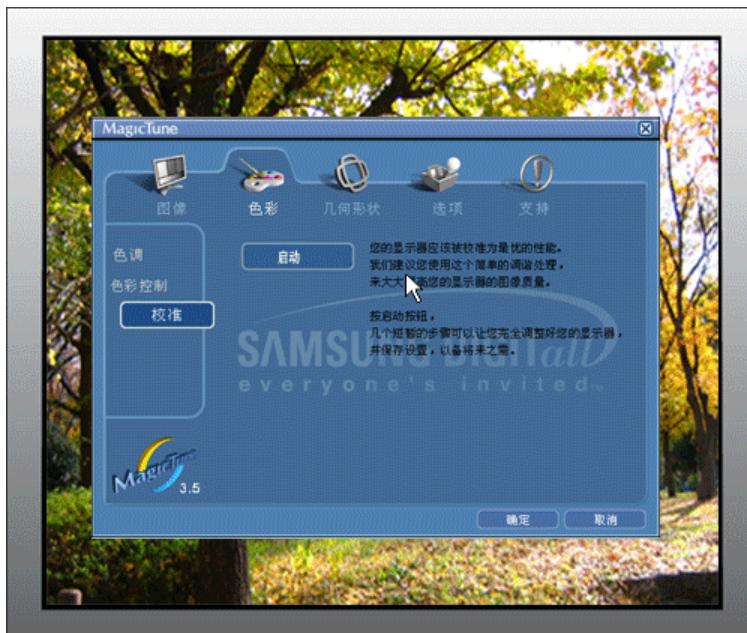 MagicTune
图像 色彩 几何形状 选项 支持
色调
色彩控制
校准
启动
您的显示器应该被校准为最优的性能。
我们建议您使用这个简单的调谐处理，
来大大 高您的显示器的图像质量。
按启动按钮，
几个短暂的步骤可以让您完全调整好您的显示器，
并保存设置，以备将来之需。
SAMSUNG DIGITall
everyone's invited™
MagicTune
3.5
确定 取消